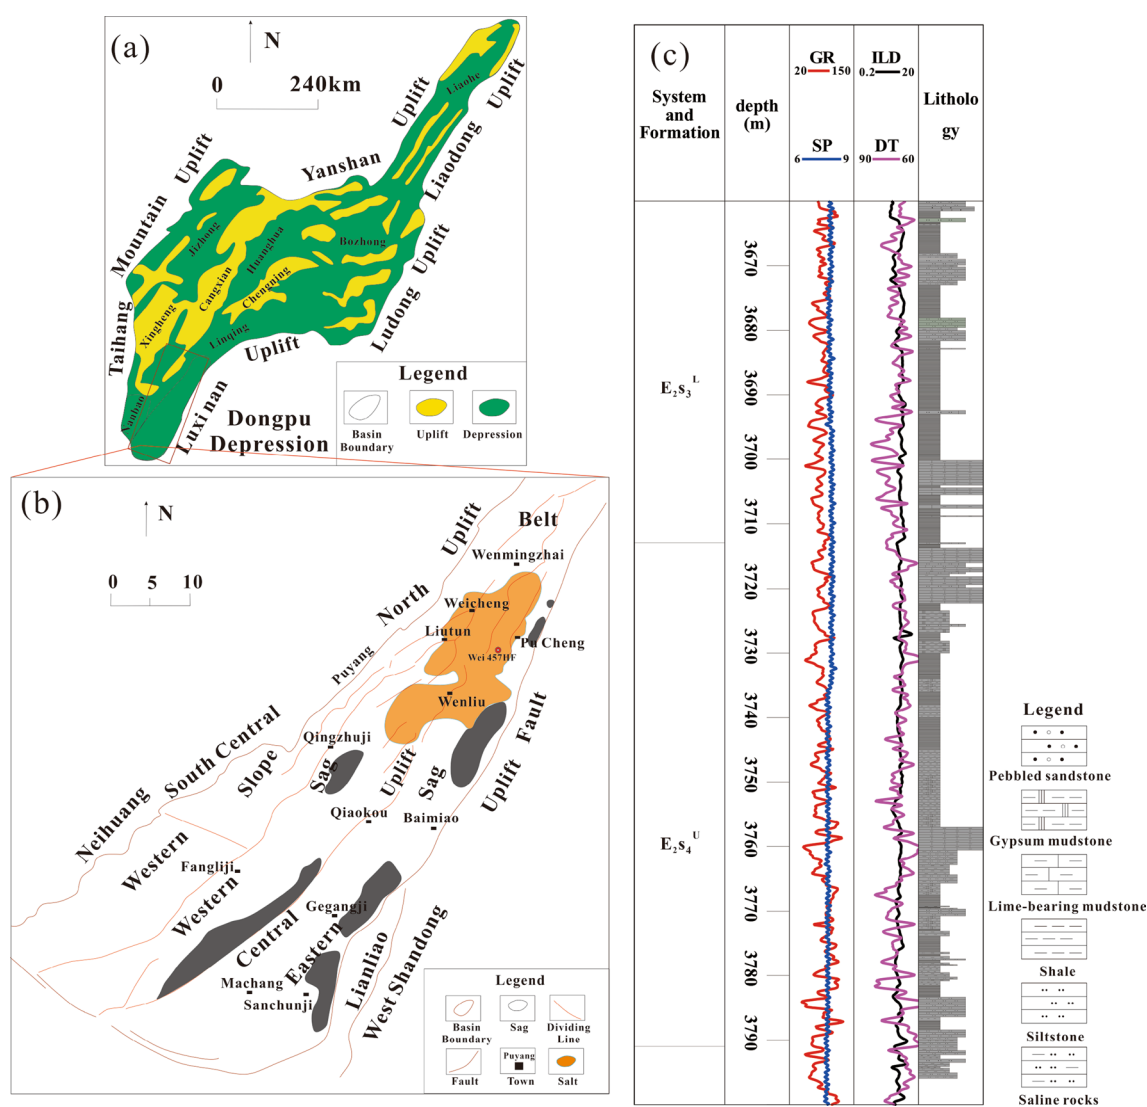 (a)
N
0 240km
Uplift
Uplift
Liaohe
Liaodong
Yanshan
Uplift
Mountain
Taihang
Jizhong
Huanghua
Bozhong
Uplift
Cangxian
Chengning
Xingheng
Linqing
Uplift
Ludong
Luxi nan
Nanbao
Dongpu
Depression
Legend
Basin
Boundary
Uplift
Depression
(b)
N
0 5 10
Uplift
Belt
Wenmingzhai
North
Weicheng
Liutun
Pu Cheng
Wei 457HF
Puyang
Wenliu
Fault
South Central
Qingzhuji
Slope
Sag
Uplift
Sag
Uplift
Neihuang
Qiaokou
Baimiao
Western
Fangliji
Western
Gegangji
Central
Eastern
Machang
Sanchunji
Lianliao
West Shandong
Legend
Basin
Boundary
Sag
Dividing
Line
Fault
Puyang
Town
Salt
(c)
System
and
Formation
depth
(m)
GR
20 150
SP
6 9
ILD
0.2 20
DT
90 60
Litholo
gy
3670
3680
3690
3700
3710
3720
3730
3740
3750
3760
3770
3780
3790
E₂s₃ᴸ
E₂s₄ᵁ
Legend
Pebbled sandstone
Gypsum mudstone
Lime-bearing mudstone
Shale
Siltstone
Saline rocks